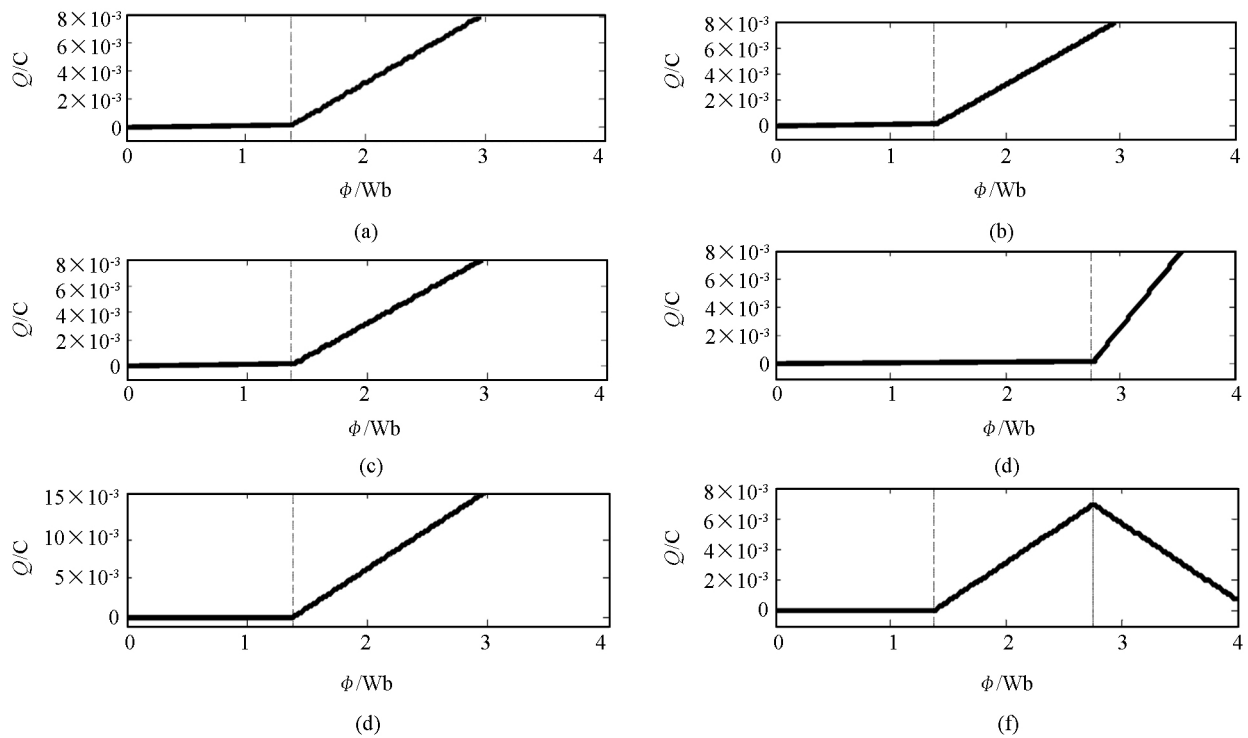 8×10⁻³
6×10⁻³
4×10⁻³
2×10⁻³
0
Q/C
0 1 2 3 4
Φ/Wb
(a)
8×10⁻³
6×10⁻³
4×10⁻³
2×10⁻³
0
Q/C
0 1 2 3 4
Φ/Wb
(b)
8×10⁻³
6×10⁻³
4×10⁻³
2×10⁻³
0
Q/C
0 1 2 3 4
Φ/Wb
(c)
8×10⁻³
6×10⁻³
4×10⁻³
2×10⁻³
0
Q/C
0 1 2 3 4
Φ/Wb
(d)
15×10⁻³
10×10⁻³
5×10⁻³
0
Q/C
0 1 2 3 4
Φ/Wb
(d)
8×10⁻³
6×10⁻³
4×10⁻³
2×10⁻³
0
Q/C
0 1 2 3 4
Φ/Wb
(f)